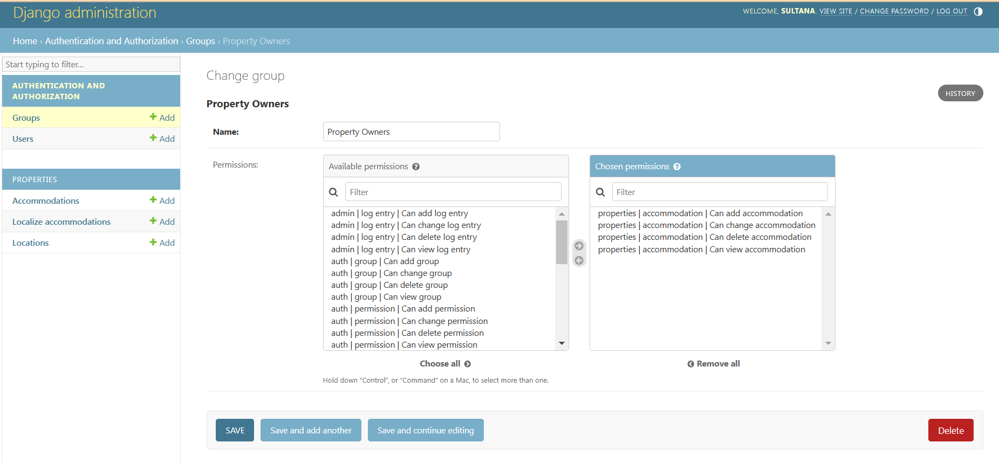 Django administration
WELCOME, SULTANA. VIEW SITE / CHANGE PASSWORD / LOG OUT
Home › Authentication and Authorization › Groups › Property Owners
Start typing to filter...
AUTHENTICATION AND
AUTHORIZATION
Groups
Add
Users
Add
PROPERTIES
Accommodations
Add
Localize accommodations
Add
Locations
Add
Change group
HISTORY
Property Owners
Name:
Property Owners
Permissions:
Available permissions ?
Filter
admin | log entry | Can add log entry
admin | log entry | Can change log entry
admin | log entry | Can delete log entry
admin | log entry | Can view log entry
auth | group | Can add group
auth | group | Can change group
auth | group | Can delete group
auth | group | Can view group
auth | permission | Can add permission
auth | permission | Can change permission
auth | permission | Can delete permission
auth | permission | Can view permission
Choose all
Chosen permissions ?
Filter
properties | accommodation | Can add accommodation
properties | accommodation | Can change accommodation
properties | accommodation | Can delete accommodation
properties | accommodation | Can view accommodation
Remove all
Hold down “Control”, or “Command” on a Mac, to select more than one.
SAVE
Save and add another
Save and continue editing
Delete